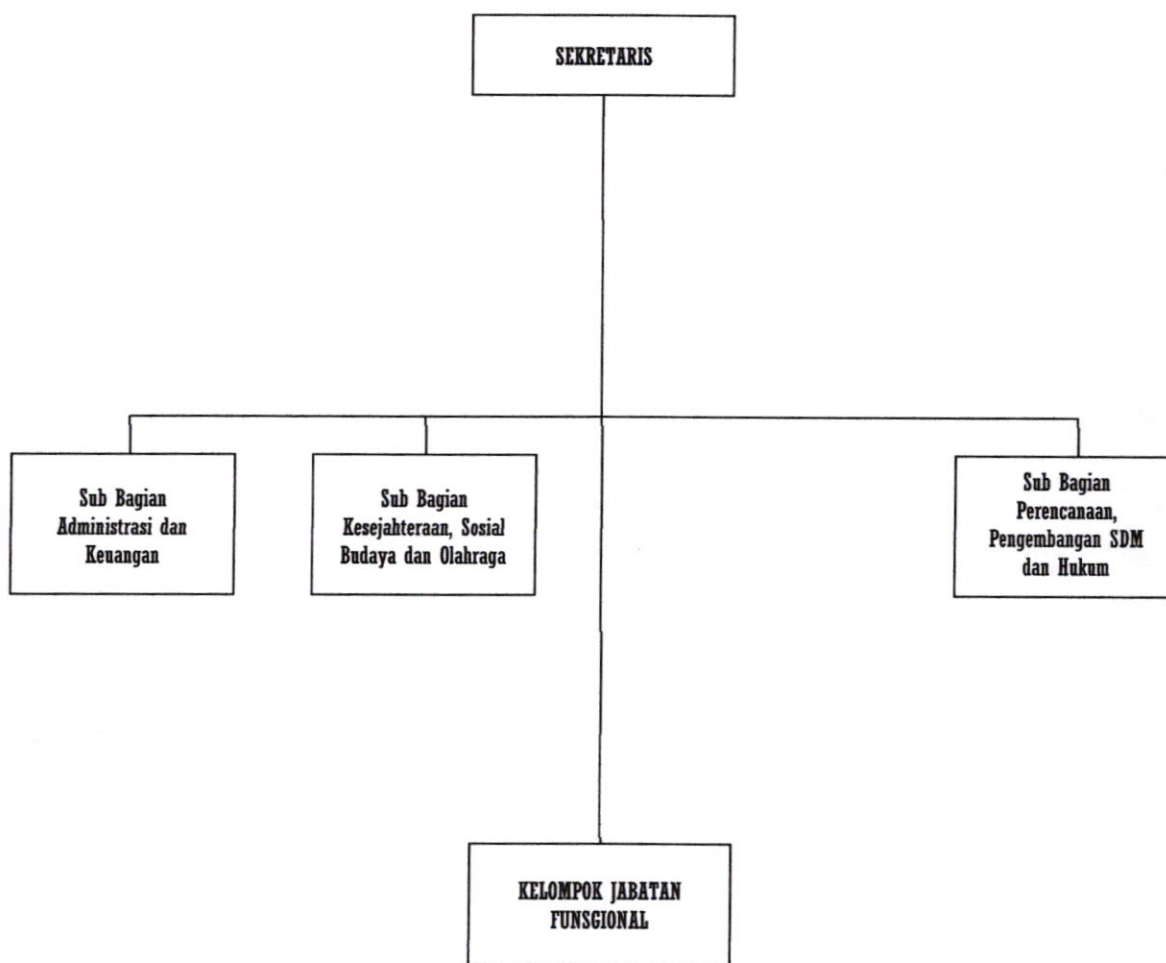 SEKRETARIS
Sub Bagian
Administrasi dan
Keuangan
Sub Bagian
Kesejahteraan, Sosial
Budaya dan Olahraga
Sub Bagian
Perencanaan,
Pengembangan SDM
dan Hukum
KELOMPOK JABATAN
FUNSGIONAL